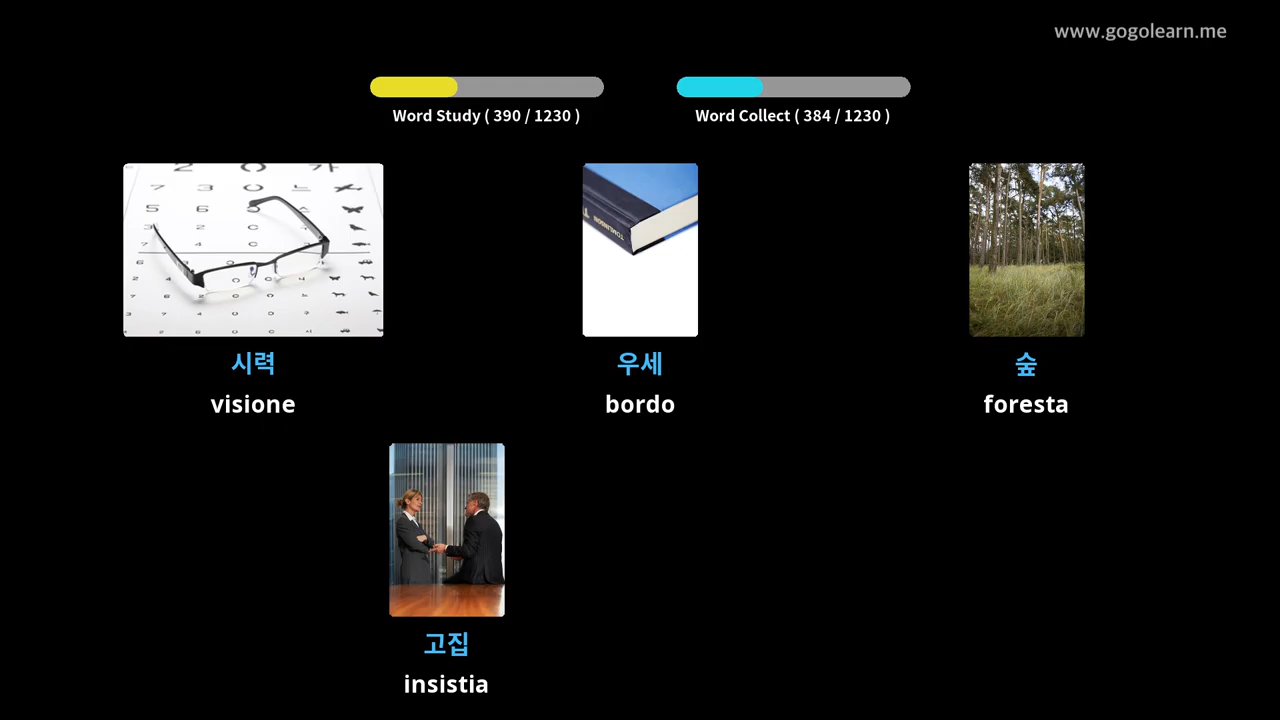 www.gogolearn.me
Word Study ( 390 / 1230 )
Word Collect ( 384 / 1230 )
시력
visione
우세
bordo
숲
foresta
고집
insistia